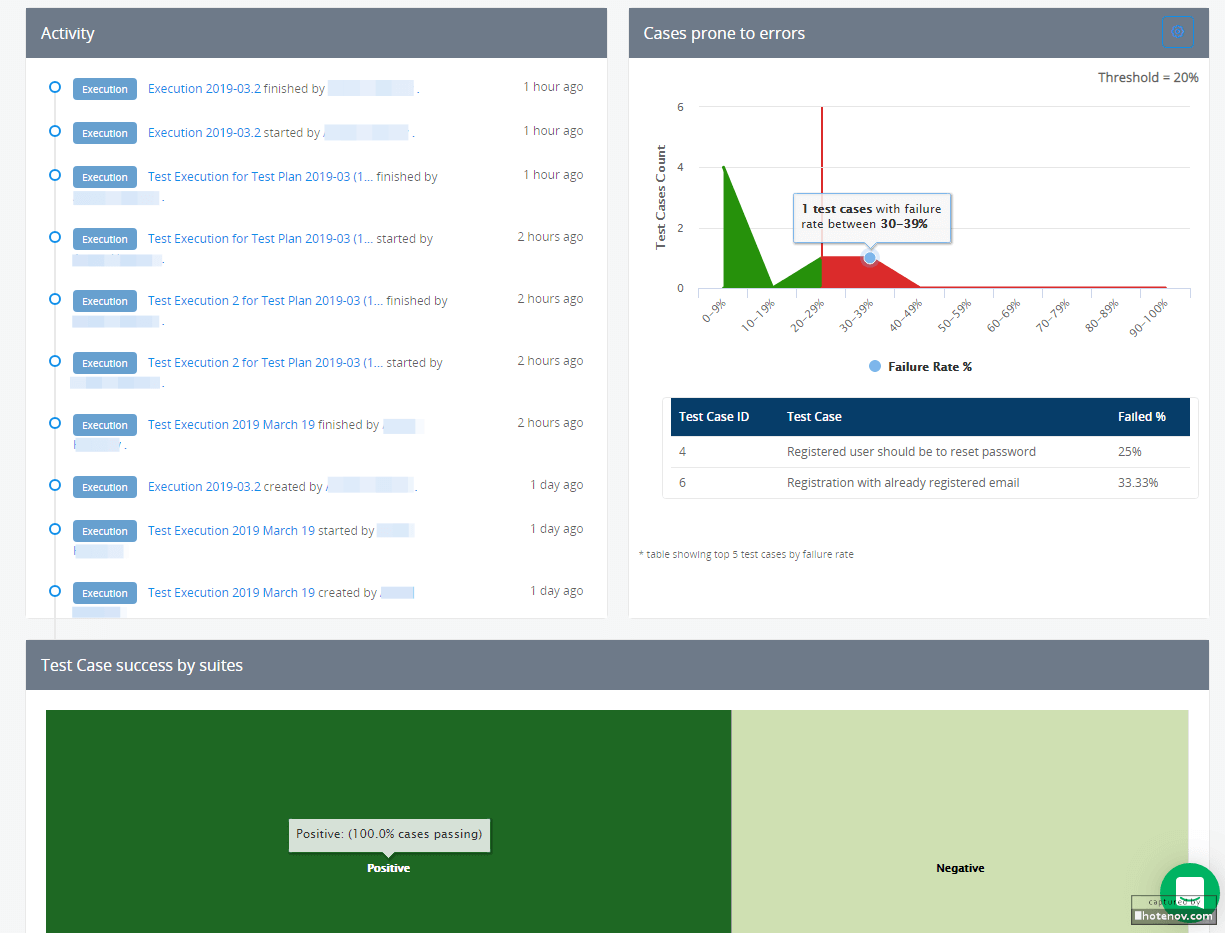 Activity
Execution Execution 2019-03.2 finished by . 1 hour ago
Execution Execution 2019-03.2 started by . 1 hour ago
Execution Test Execution for Test Plan 2019-03 (1... finished by 1 hour ago
.
Execution Test Execution for Test Plan 2019-03 (1... started by 2 hours ago
.
Execution Test Execution 2 for Test Plan 2019-03 (1... finished by 2 hours ago
.
Execution Test Execution 2 for Test Plan 2019-03 (1... started by 2 hours ago
.
Execution Test Execution 2019 March 19 finished by 2 hours ago
.
Execution Execution 2019-03.2 created by . 1 day ago
Execution Test Execution 2019 March 19 started by 1 day ago
Execution Test Execution 2019 March 19 created by 1 day ago
Cases prone to errors
Threshold = 20%
Test Cases Count
6
4
2
0
1 test cases with failure
rate between 30–39%
0–9% 10–19% 20–29% 30–39% 40–49% 50–59% 60–69% 70–79% 80–89% 90–100%
Failure Rate %
Test Case ID Test Case Failed %
4 Registered user should be to reset password 25%
6 Registration with already registered email 33.33%
* table showing top 5 test cases by failure rate
Test Case success by suites
Positive: (100.0% cases passing)
Positive
Negative
captured by
hotenov.com